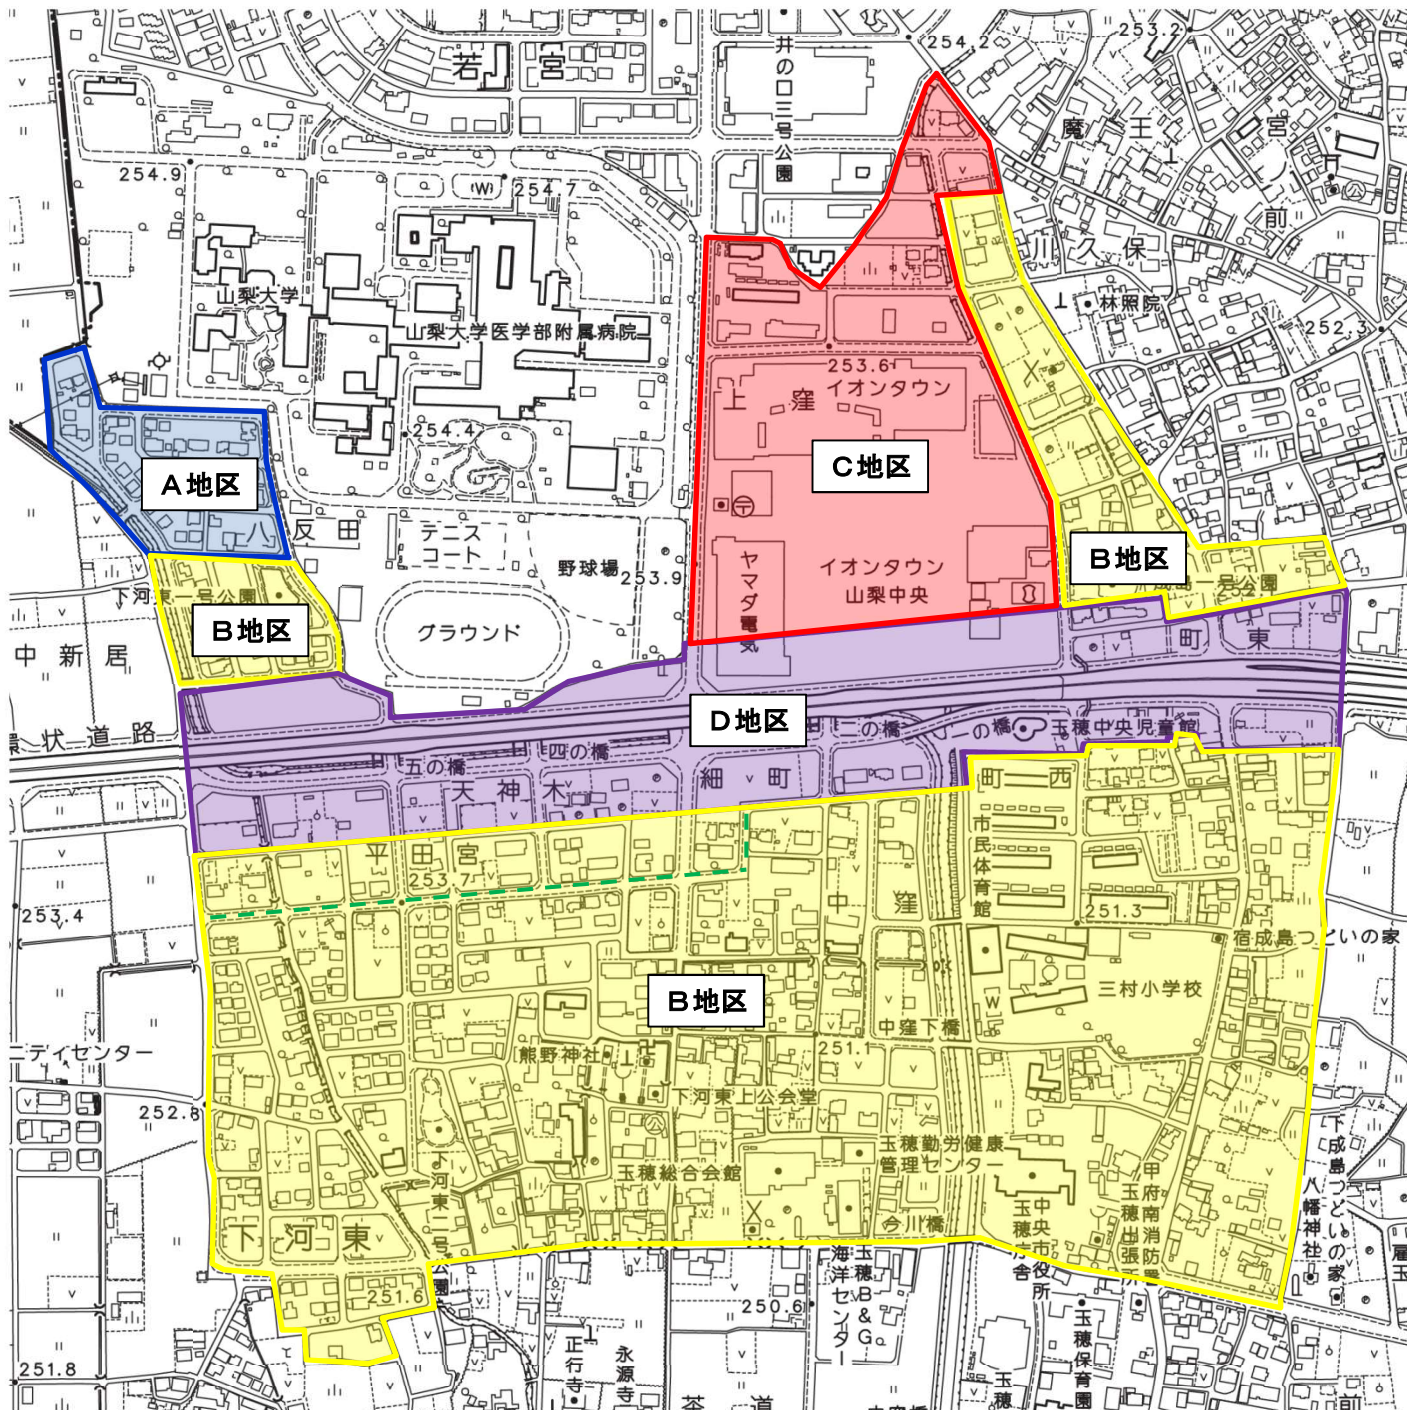 若宮
井の口三号公園
254.2
253.2
魔王
宮ノ前
254.9
(W)
254.7
川久保
山梨大学
林照院
山梨大学医学部附属病院
252.3
253.6
イオンタウン
上窪
254.4
C地区
A地区
八反田
テニス
コート
野球場
253.9
ヤマダ電気
イオンタウン
山梨中央
B地区
下河東一号公園
B地区
グラウンド
中新居
町東
D地区
環状道路
二の橋
一の橋
玉穂中央児童館
五の橋
四の橋
天神木
細町
町西
市民体育館
平田宮
253.7
中窪
251.3
253.4
宿成島つどいの家
B地区
三村小学校
W
中窪下橋
251.1
熊野神社
ニティセンター
252.8
下河東上公会堂
玉穂勤労健康
管理センター
玉穂総合会館
下河東二号公園
今川橋
下河東
中央市役所
玉穂庁舎
甲府南消防署
玉穂出張所
下成島つどいの家
八幡神社
251.6
250.6
玉穂B&G
海洋センター
玉穂保育園
正行寺
永源寺
251.8
茶道
玉穂
前